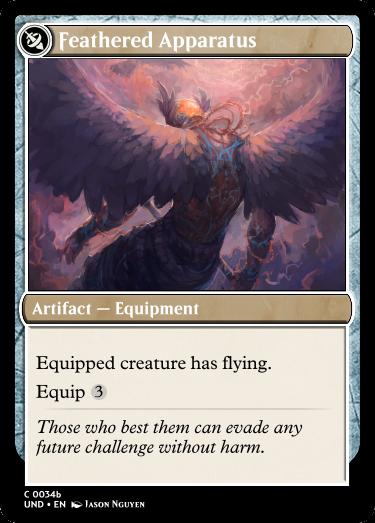 Feathered Apparatus
Artifact — Equipment
Equipped creature has flying.
Equip 3
Those who best them can evade any
future challenge without harm.
C 0034b
UND • EN Jason Nguyen